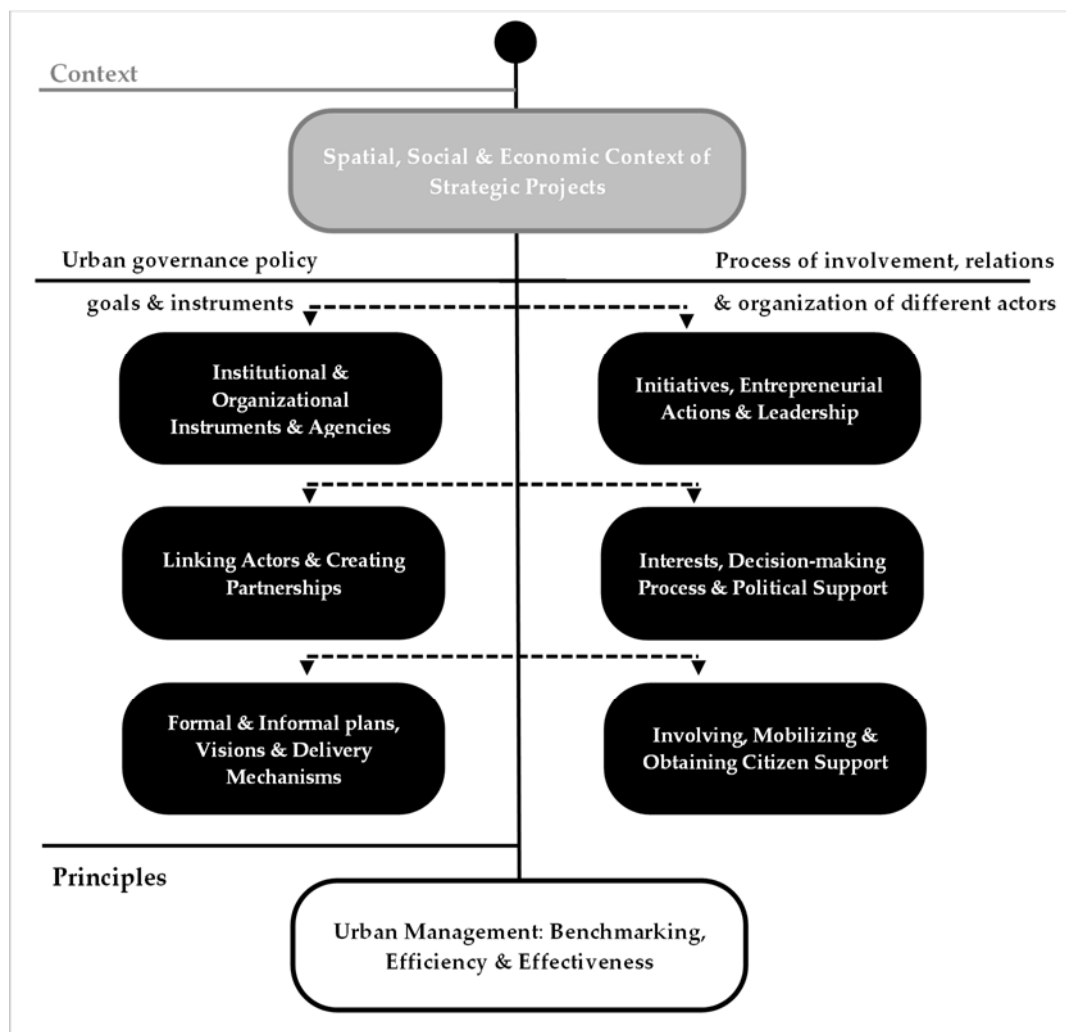 Context
Spatial, Social & Economic Context of
Strategic Projects
Urban governance policy
goals & instruments
Process of involvement, relations
& organization of different actors
Institutional &
Organizational
Instruments & Agencies
Initiatives, Entrepreneurial
Actions & Leadership
Linking Actors & Creating
Partnerships
Interests, Decision-making
Process & Political Support
Formal & Informal plans,
Visions & Delivery
Mechanisms
Involving, Mobilizing &
Obtaining Citizen Support
Principles
Urban Management: Benchmarking,
Efficiency & Effectiveness